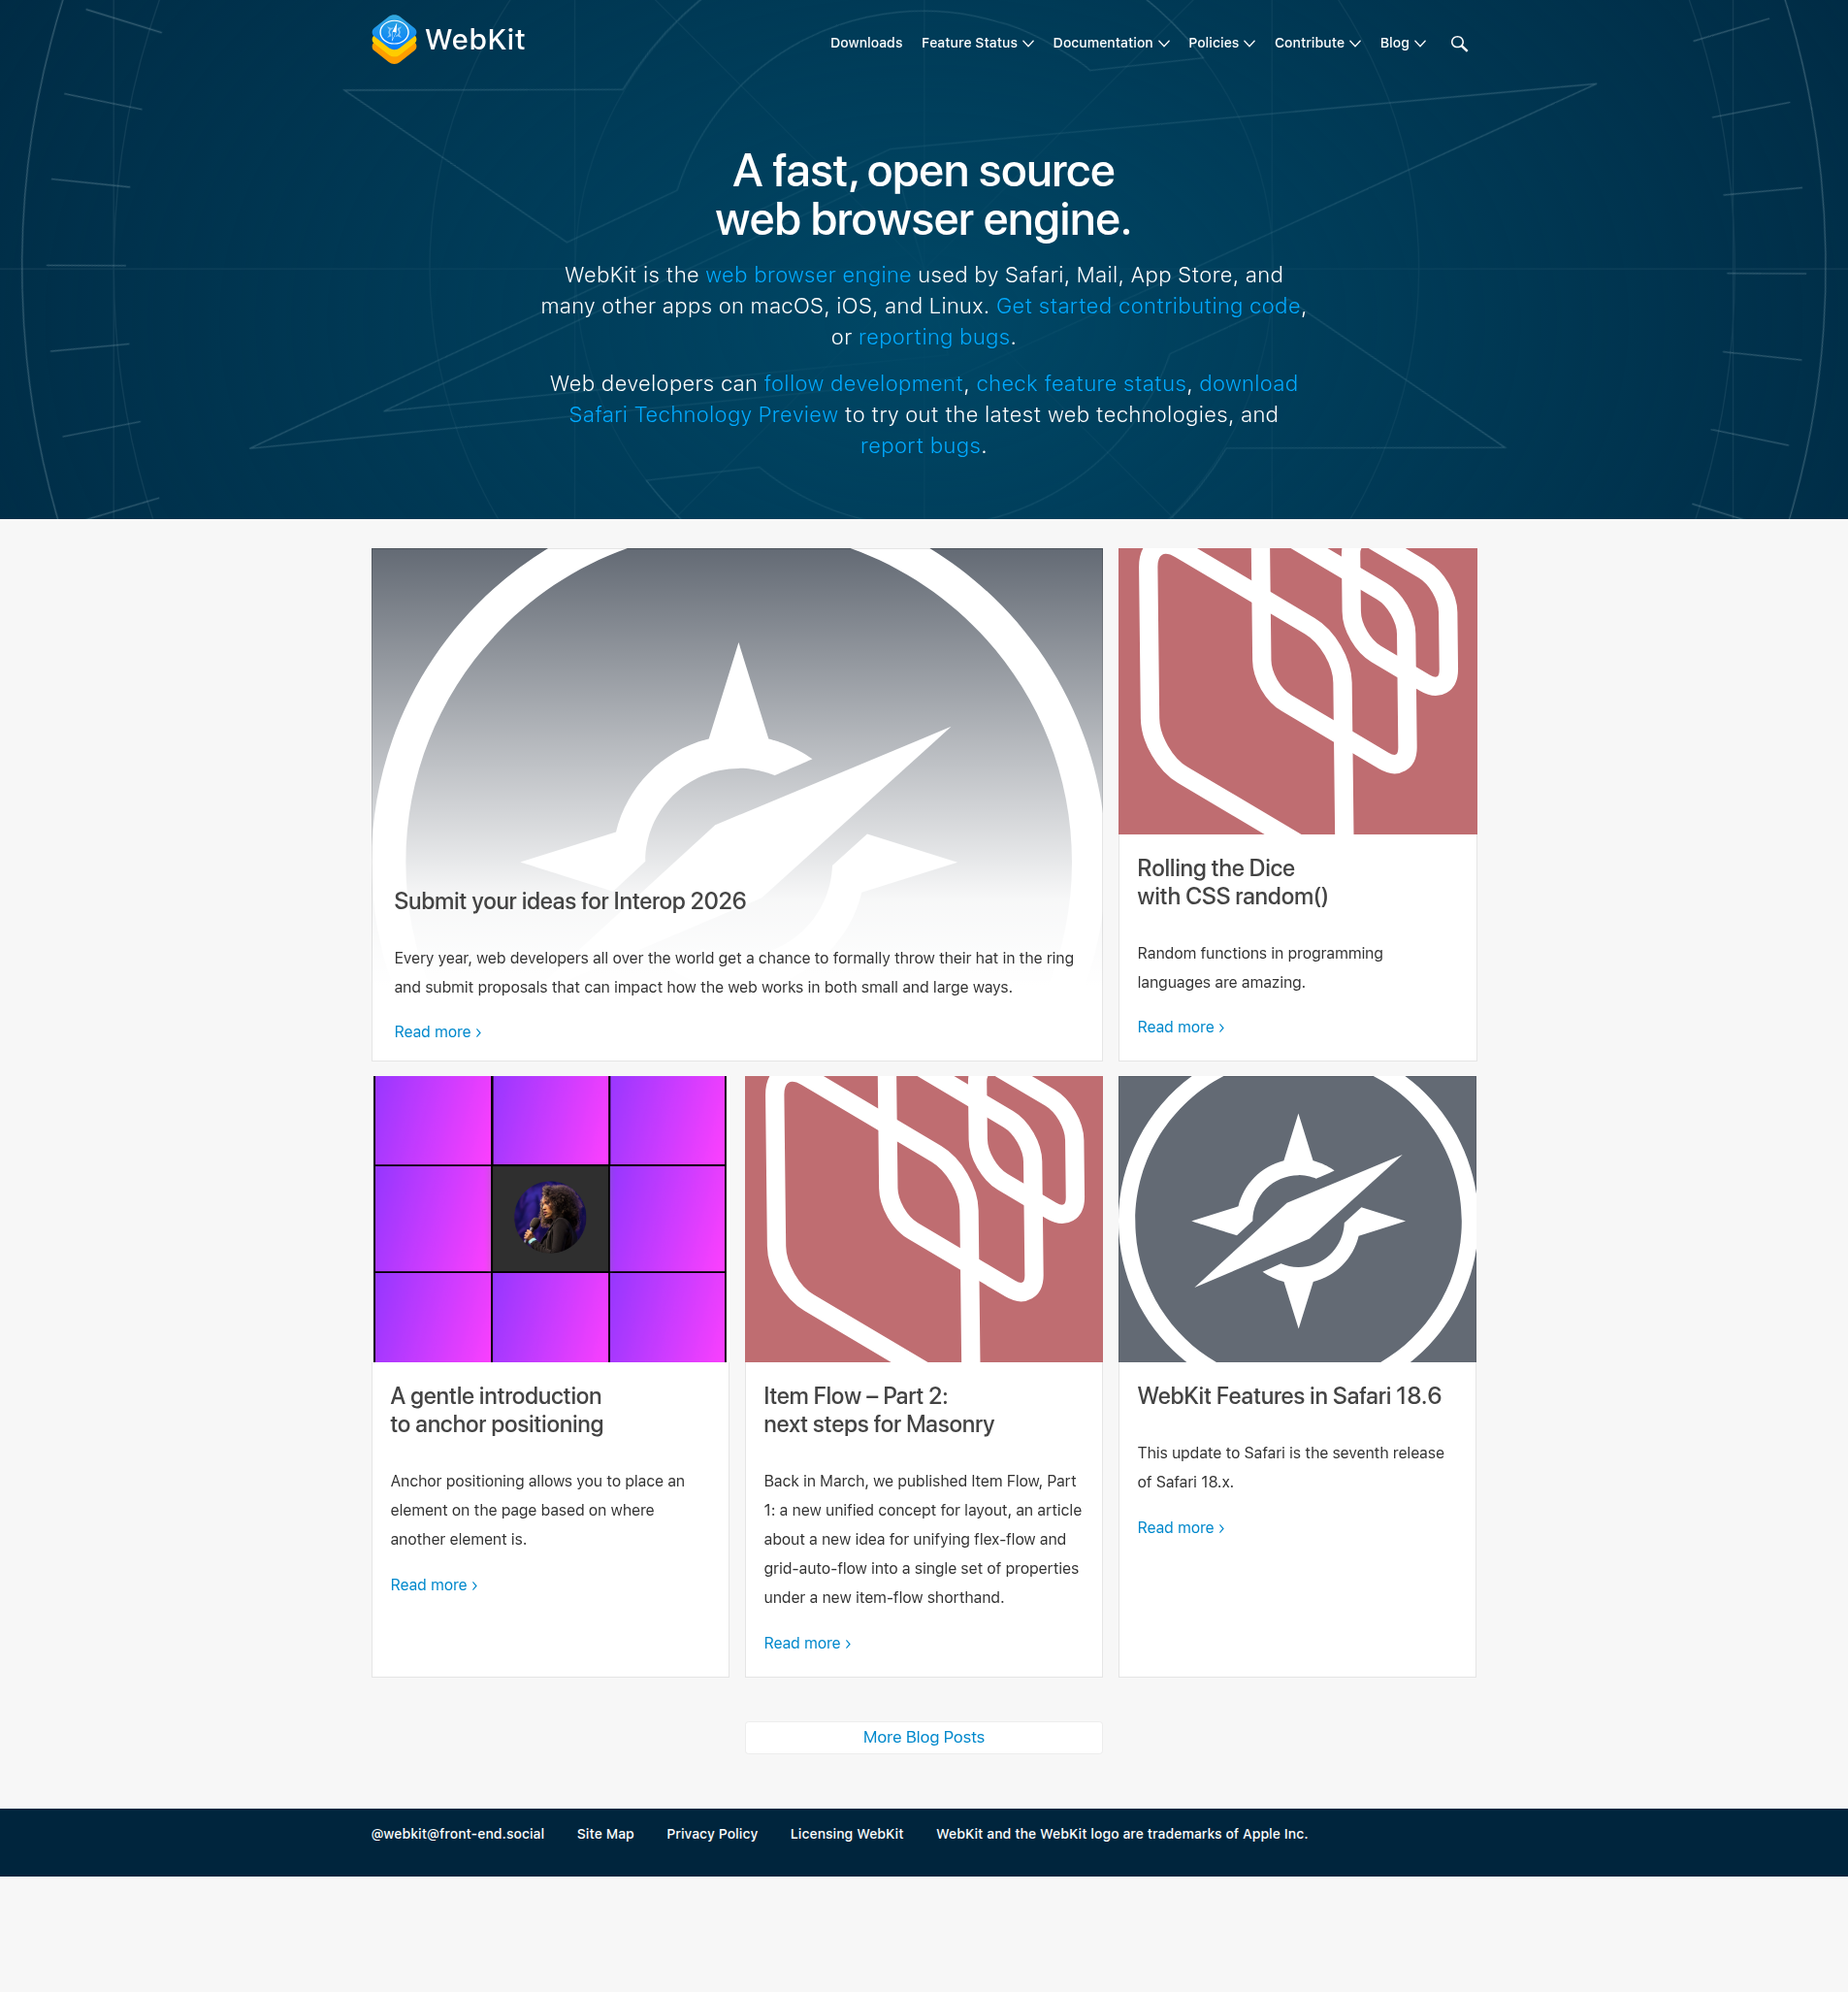 WebKit
Downloads
Feature Status
Documentation
Policies
Contribute
Blog
A fast, open source
web browser engine.
WebKit is the web browser engine used by Safari, Mail, App Store, and
many other apps on macOS, iOS, and Linux. Get started contributing code,
or reporting bugs.
Web developers can follow development, check feature status, download
Safari Technology Preview to try out the latest web technologies, and
report bugs.
Submit your ideas for Interop 2026
Every year, web developers all over the world get a chance to formally throw their hat in the ring
and submit proposals that can impact how the web works in both small and large ways.
Read more ›
Rolling the Dice
with CSS random()
Random functions in programming
languages are amazing.
Read more ›
A gentle introduction
to anchor positioning
Anchor positioning allows you to place an
element on the page based on where
another element is.
Read more ›
Item Flow – Part 2:
next steps for Masonry
Back in March, we published Item Flow, Part
1: a new unified concept for layout, an article
about a new idea for unifying flex-flow and
grid-auto-flow into a single set of properties
under a new item-flow shorthand.
Read more ›
WebKit Features in Safari 18.6
This update to Safari is the seventh release
of Safari 18.x.
Read more ›
More Blog Posts
@webkit@front-end.social
Site Map
Privacy Policy
Licensing WebKit
WebKit and the WebKit logo are trademarks of Apple Inc.